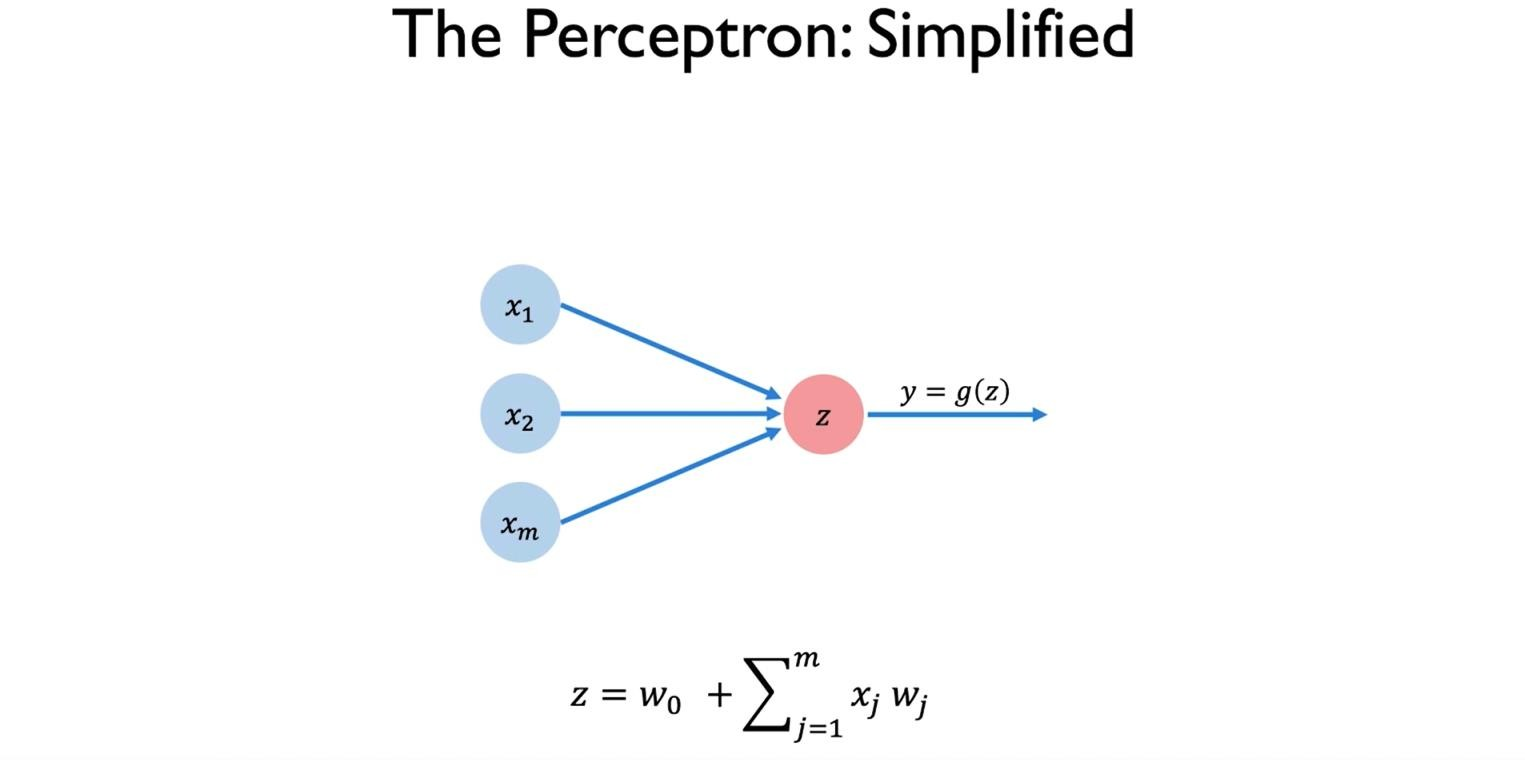 The Perceptron: Simplified
x₁
x₂
xₘ
z
y = g(z)
z = w₀ + ∑ⱼ₌₁ᵐ xⱼ wⱼ